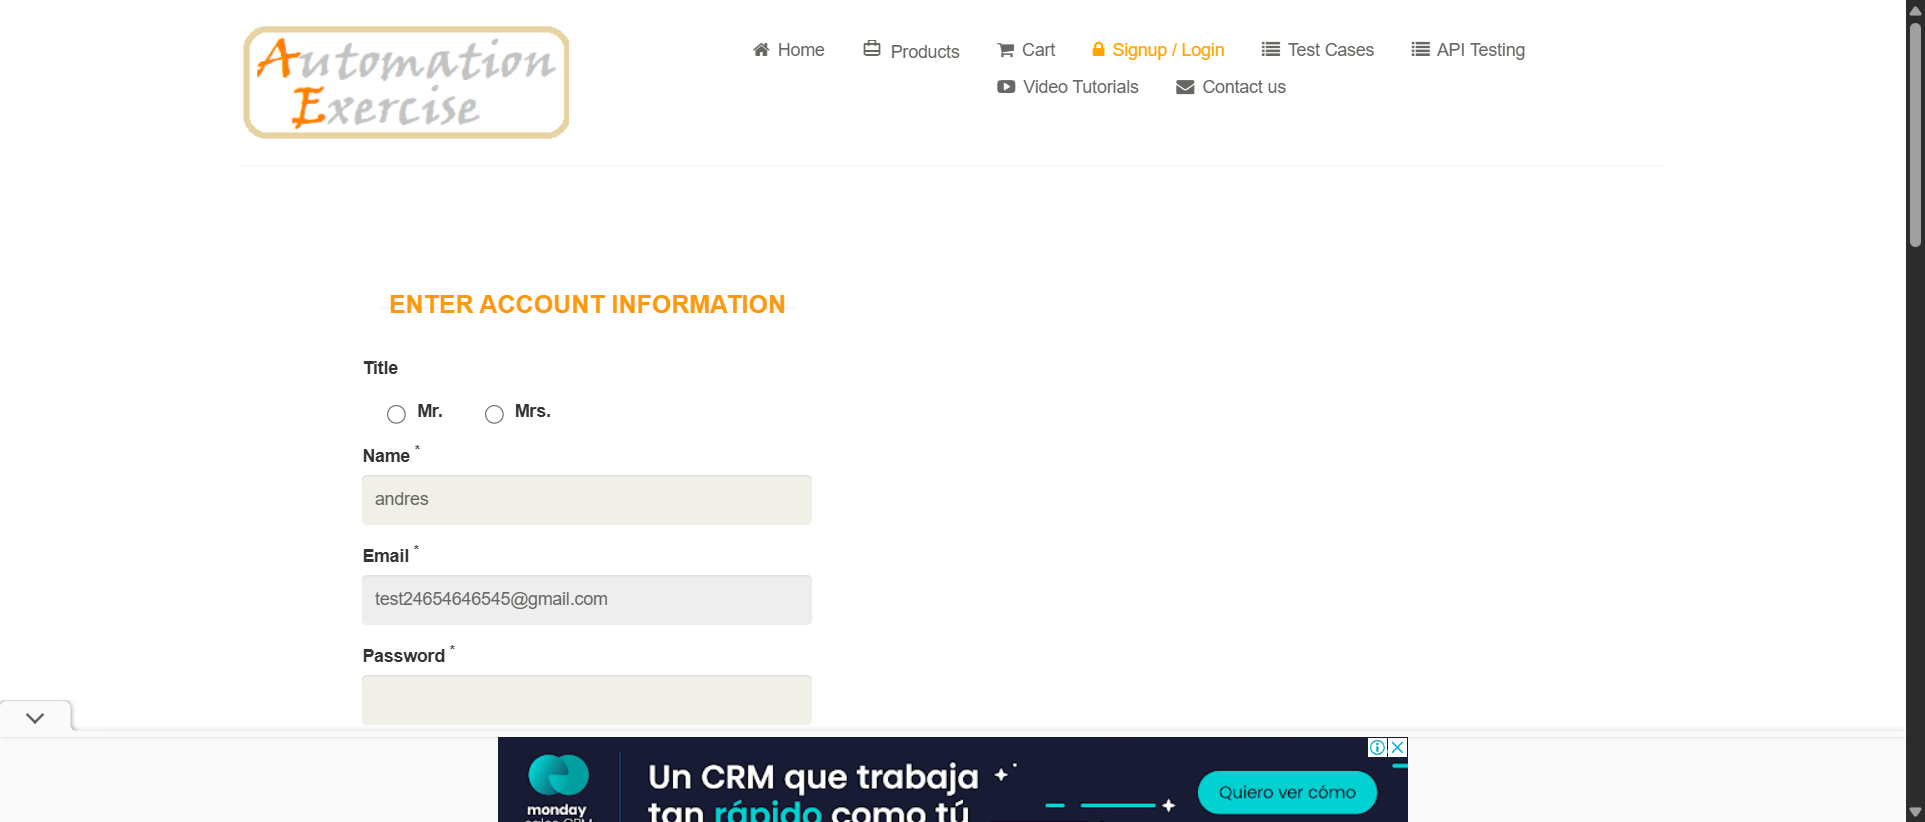 Automation
Exercise
Home
Products
Cart
Signup / Login
Test Cases
API Testing
Video Tutorials
Contact us
ENTER ACCOUNT INFORMATION
Title
Mr.
Mrs.
Name *
andres
Email *
test24654646545@gmail.com
Password *
monday
sales CRM
Un CRM que trabaja
tan rápido como tú
Quiero ver cómo